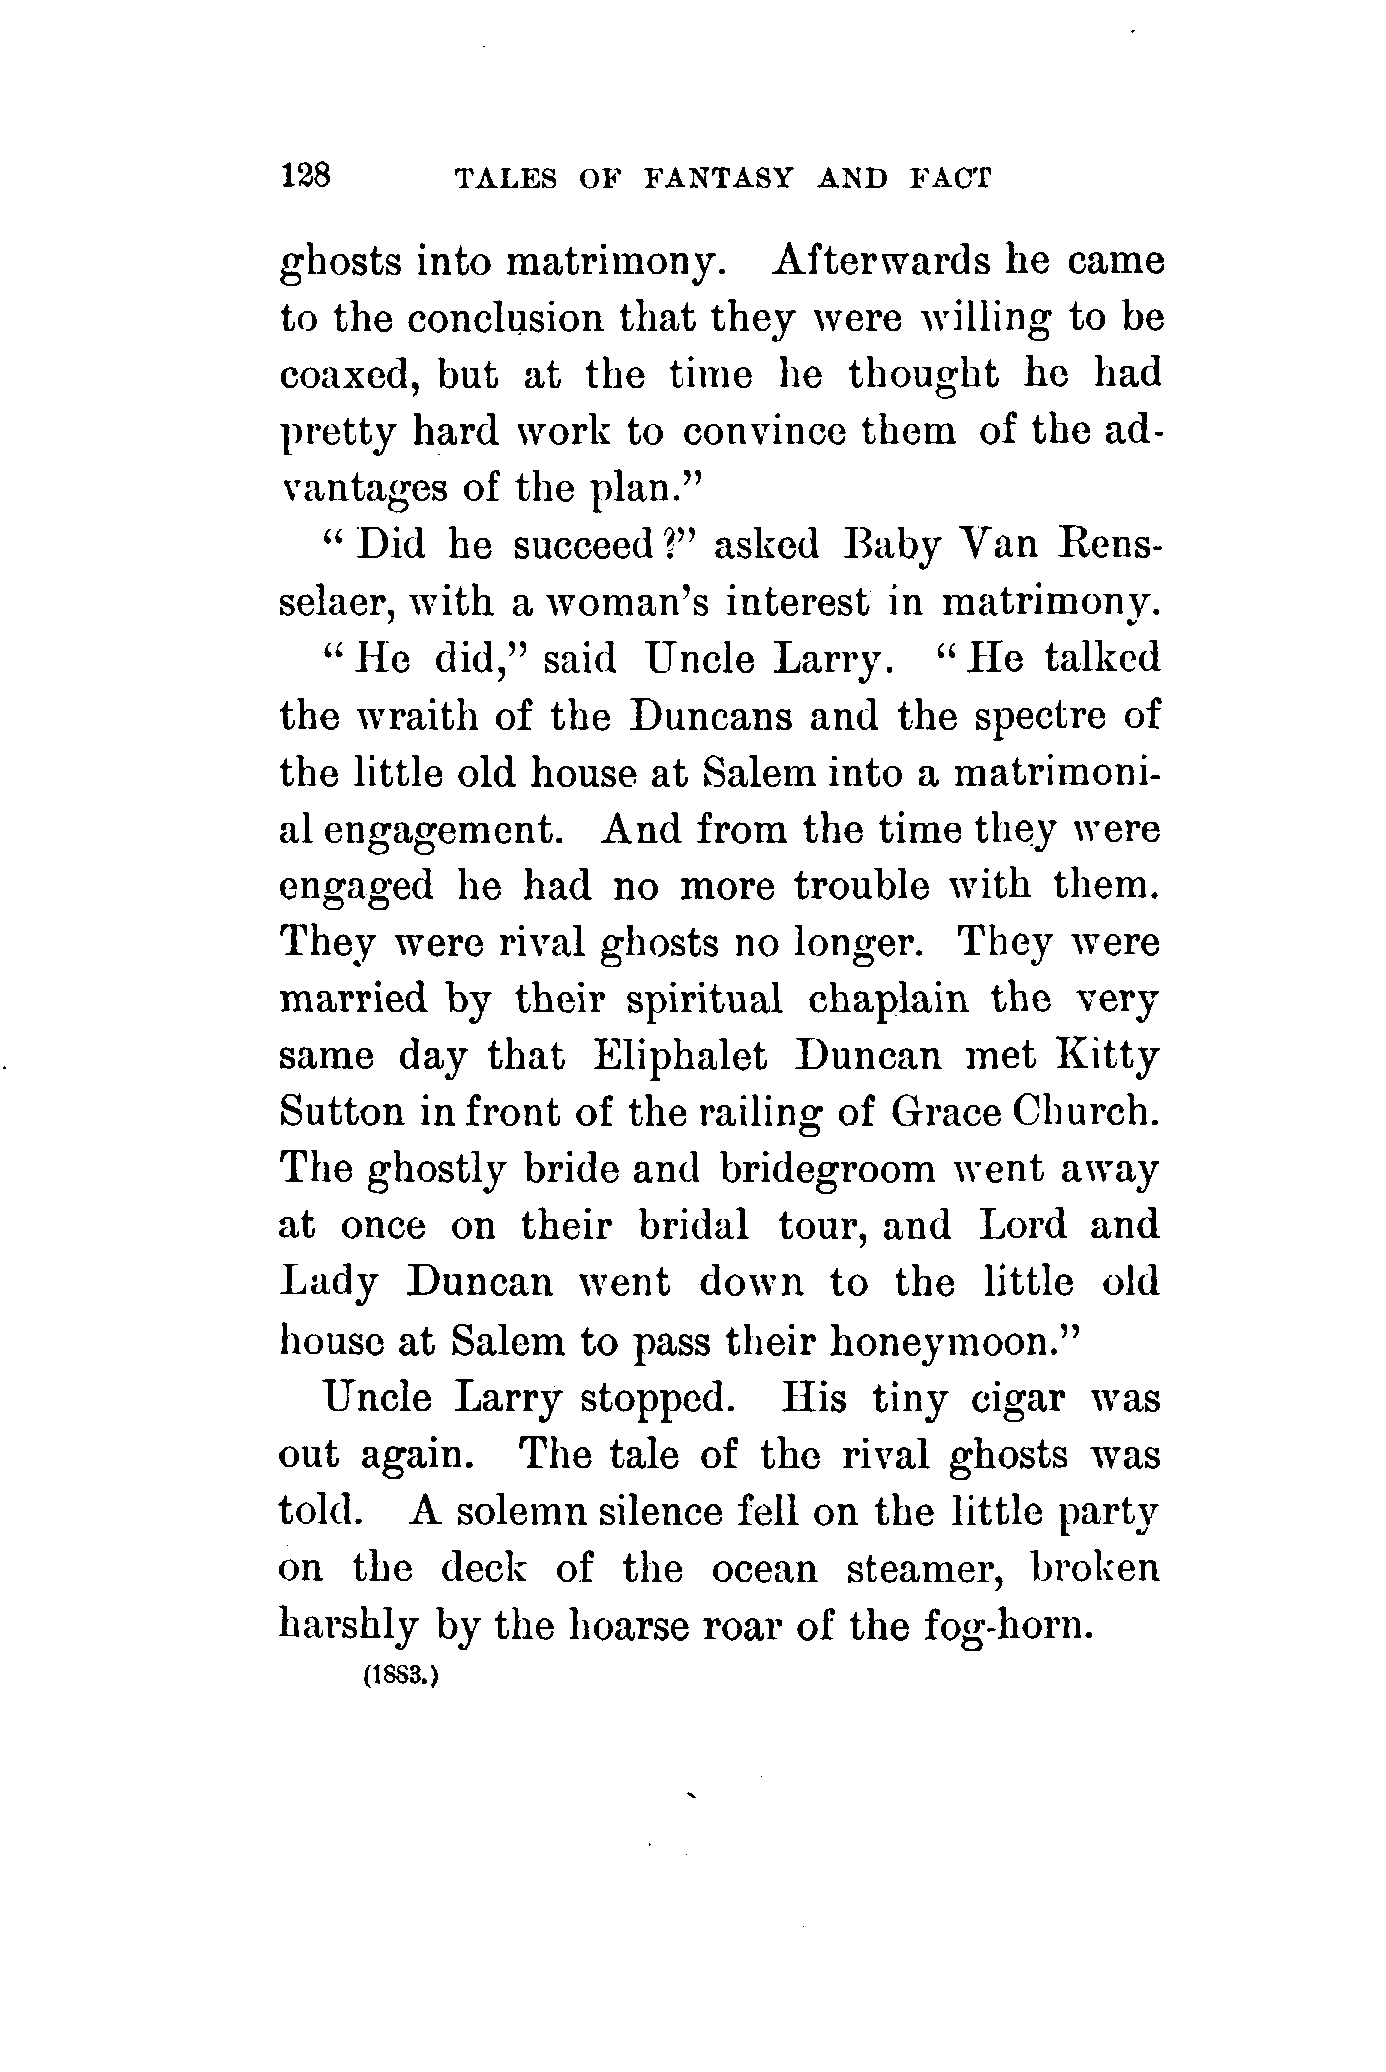 128 TALES OF FANTASY AND FACT
ghosts into matrimony. Afterwards he came
to the conclusion that they were willing to be
coaxed, but at the time he thought he had
pretty hard work to convince them of the ad-
vantages of the plan."
"Did he succeed?" asked Baby Van Rens-
selaer, with a woman's interest in matrimony.
"He did," said Uncle Larry. "He talked
the wraith of the Duncans and the spectre of
the little old house at Salem into a matrimoni-
al engagement. And from the time they were
engaged he had no more trouble with them.
They were rival ghosts no longer. They were
married by their spiritual chaplain the very
same day that Eliphalet Duncan met Kitty
Sutton in front of the railing of Grace Church.
The ghostly bride and bridegroom went away
at once on their bridal tour, and Lord and
Lady Duncan went down to the little old
house at Salem to pass their honeymoon."
Uncle Larry stopped. His tiny cigar was
out again. The tale of the rival ghosts was
told. A solemn silence fell on the little party
on the deck of the ocean steamer, broken
harshly by the hoarse roar of the fog-horn.
(1883.)